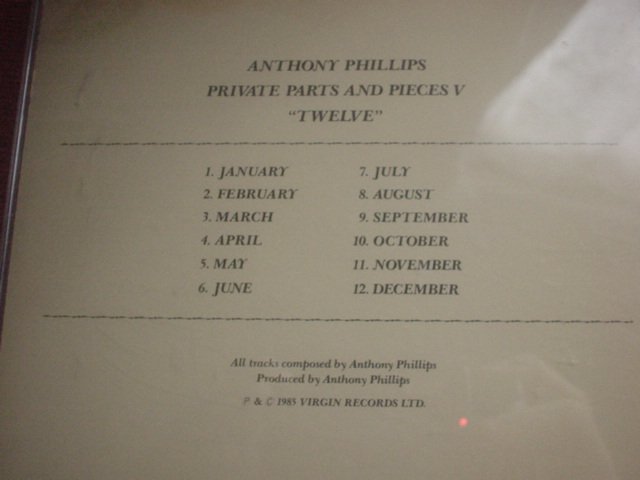 ANTHONY PHILLIPS
PRIVATE PARTS AND PIECES V
"TWELVE"
1. JANUARY
2. FEBRUARY
3. MARCH
4. APRIL
5. MAY
6. JUNE
7. JULY
8. AUGUST
9. SEPTEMBER
10. OCTOBER
11. NOVEMBER
12. DECEMBER
All tracks composed by Anthony Phillips
Produced by Anthony Phillips
℗ & © 1985 VIRGIN RECORDS LTD.